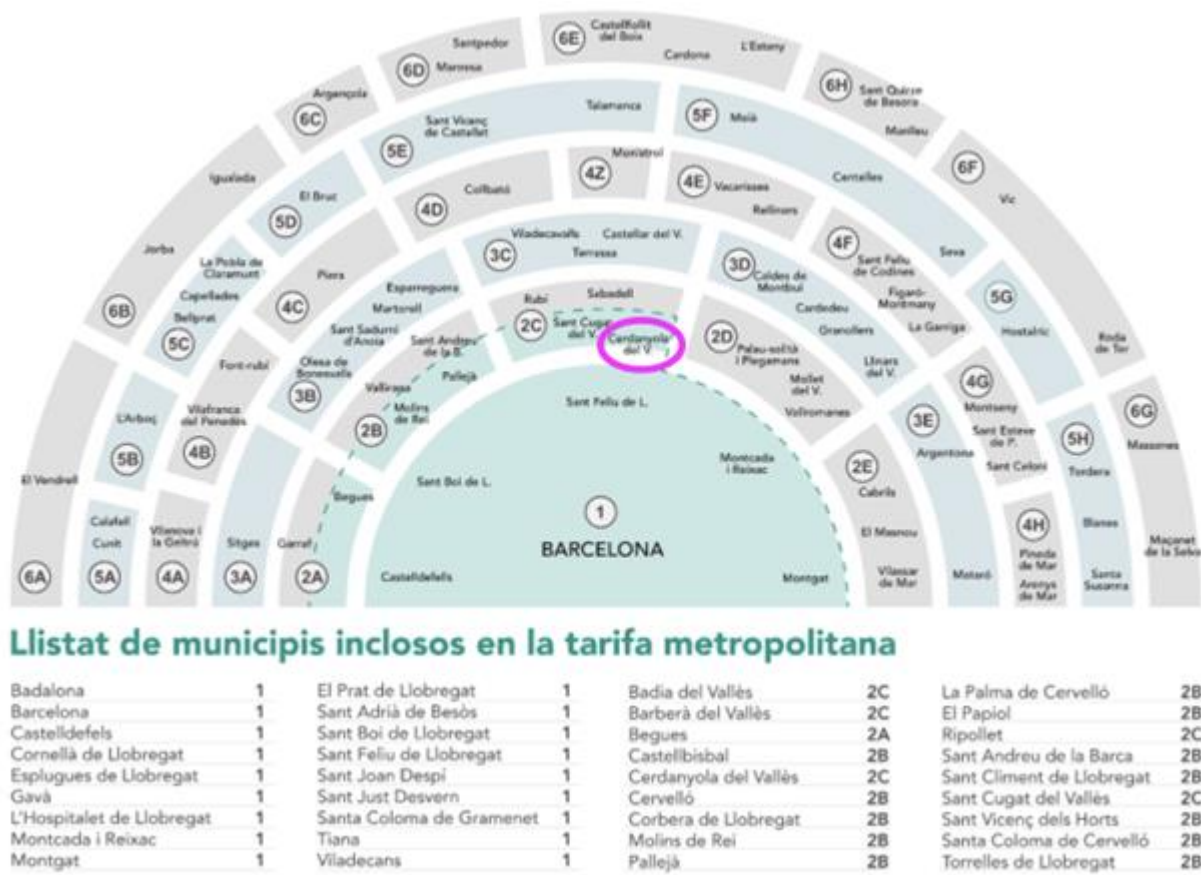 6E
Castellfollit
del Boix
Cardona
L'Estany
Santpedor
6D
Manresa
6H
Sant Quirze
de Besora
Manlleu
Argençola
6C
6F
Vic
Roda
de Ter
Igualada
Jorba
6B
6G
Massanes
Maçanet
de la Selva
El Vendrell
6A
Talamanca
Sant Vicenç
de Castellet
5E
5F
Moià
Centelles
Seva
El Bruc
5D
5G
Hostalric
La Pobla de
Claramunt
Capellades
Bellprat
5C
5H
Tordera
Blanes
Santa
Susanna
L'Arboç
5B
Calafell
Cunit
5A
Monistrol
4Z
4E
Vacarisses
Rellinars
Collbató
4D
4F
Sant Feliu
de Codines
Figaró-
Montmany
La Garriga
Piera
4C
4G
Montseny
Sant Esteve
de P.
Sant Celoni
Font-rubí
Vilafranca
del Penedès
4B
4H
Pineda
de Mar
Arenys
de Mar
Vilanova i
la Geltrú
4A
Viladecavalls
Castellar del V.
3C
Terrassa
3D
Caldes de
Montbui
Cardedeu
Granollers
Llinars
del V.
Esparreguera
Martorell
Sant Sadurní
d'Anoia
Olesa de
Bonesvalls
3B
3E
Argentona
Mataró
Sitges
3A
Rubí
Sabadell
2C
Sant Cugat
del V.
Cerdanyola
del V.
2D
Palau-solità
i Plegamans
Mollet
del V.
Vallromanes
Sant Andreu
de la B.
Pallejà
Vallirana
Molins
de Rei
2B
2E
Cabrils
El Masnou
Vilassar
de Mar
Begues
Garraf
2A
Sant Feliu de L.
Montcada
i Reixac
Sant Boi de L.
1
BARCELONA
Castelldefels
Montgat
Llistat de municipis inclosos en la tarifa metropolitana
Badalona 1
Barcelona 1
Castelldefels 1
Cornellà de Llobregat 1
Esplugues de Llobregat 1
Gavà 1
L'Hospitalet de Llobregat 1
Montcada i Reixac 1
Montgat 1
El Prat de Llobregat 1
Sant Adrià de Besòs 1
Sant Boi de Llobregat 1
Sant Feliu de Llobregat 1
Sant Joan Despí 1
Sant Just Desvern 1
Santa Coloma de Gramenet 1
Tiana 1
Viladecans 1
Badia del Vallès 2C
Barberà del Vallès 2C
Begues 2A
Castellbisbal 2B
Cerdanyola del Vallès 2C
Cervelló 2B
Corbera de Llobregat 2B
Molins de Rei 2B
Pallejà 2B
La Palma de Cervelló 2B
El Papiol 2B
Ripollet 2C
Sant Andreu de la Barca 2B
Sant Climent de Llobregat 2B
Sant Cugat del Vallès 2C
Sant Vicenç dels Horts 2B
Santa Coloma de Cervelló 2B
Torrelles de Llobregat 2B